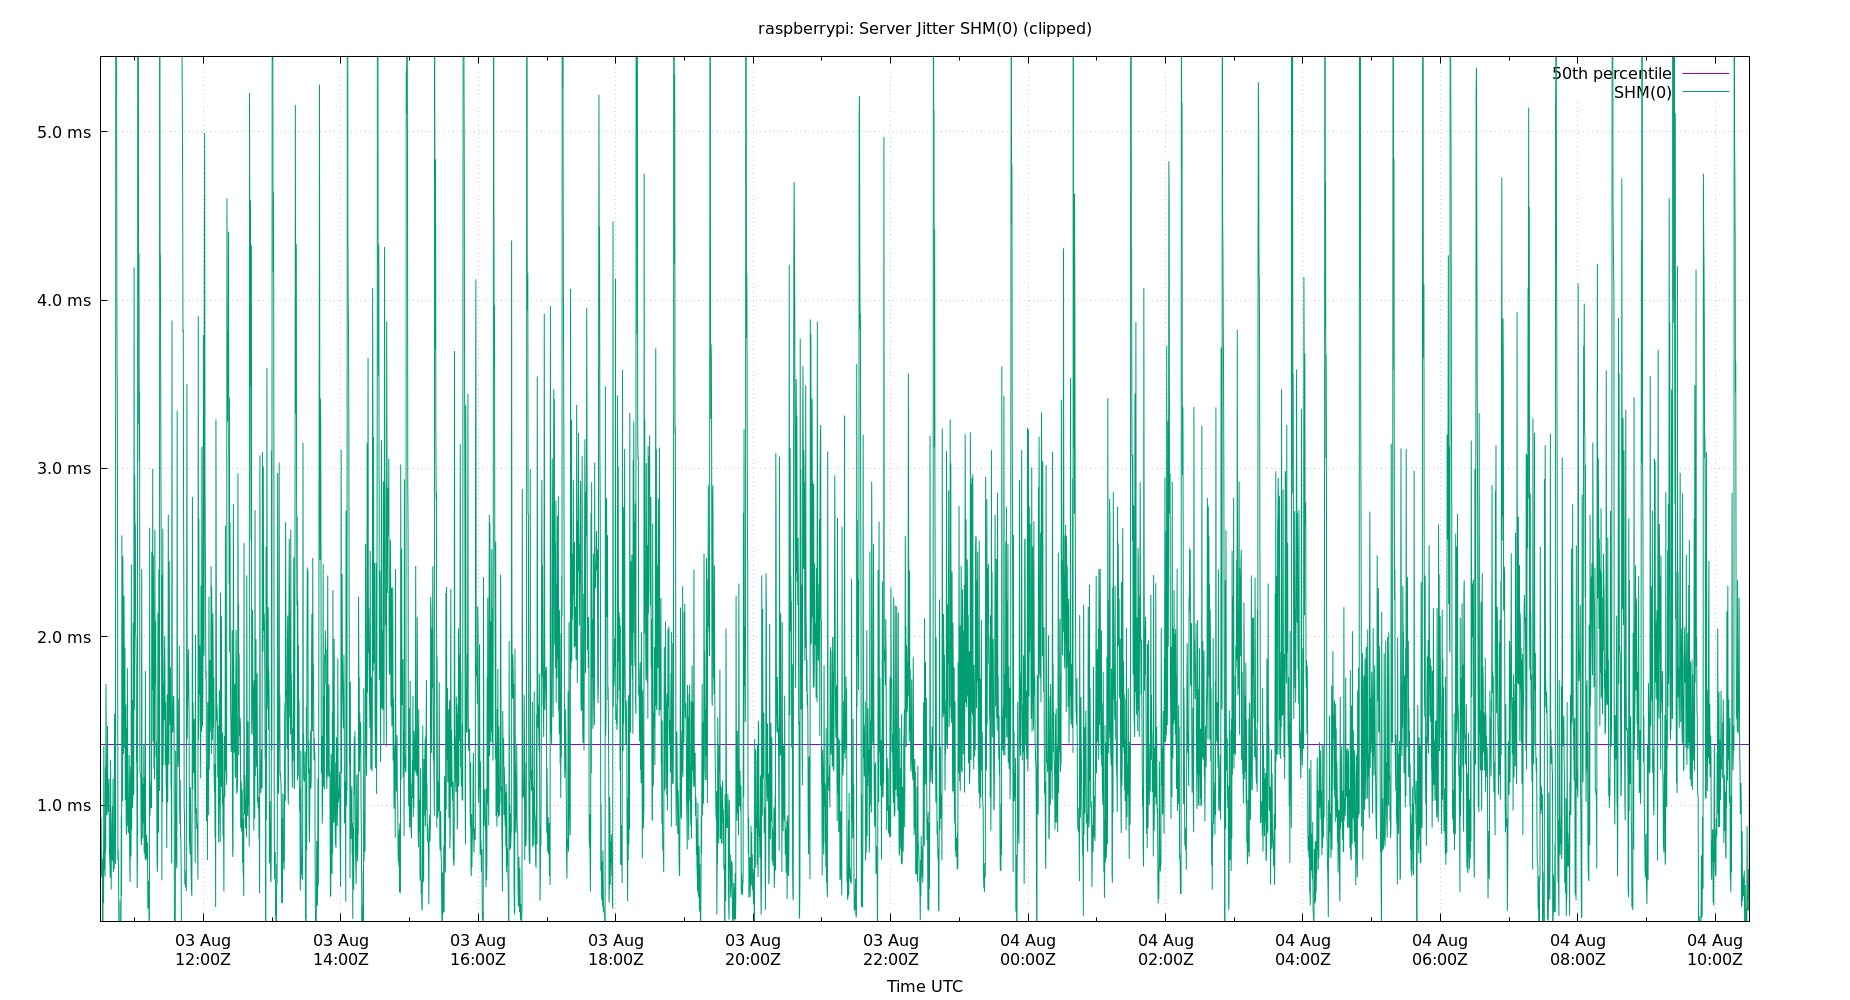 raspberrypi: Server Jitter SHM(0) (clipped)
50th percentile
SHM(0)
5.0 ms
4.0 ms
3.0 ms
2.0 ms
1.0 ms
03 Aug 03 Aug 03 Aug 03 Aug 03 Aug 03 Aug 04 Aug 04 Aug 04 Aug 04 Aug 04 Aug 04 Aug
12:00Z 14:00Z 16:00Z 18:00Z 20:00Z 22:00Z 00:00Z 02:00Z 04:00Z 06:00Z 08:00Z 10:00Z
Time UTC